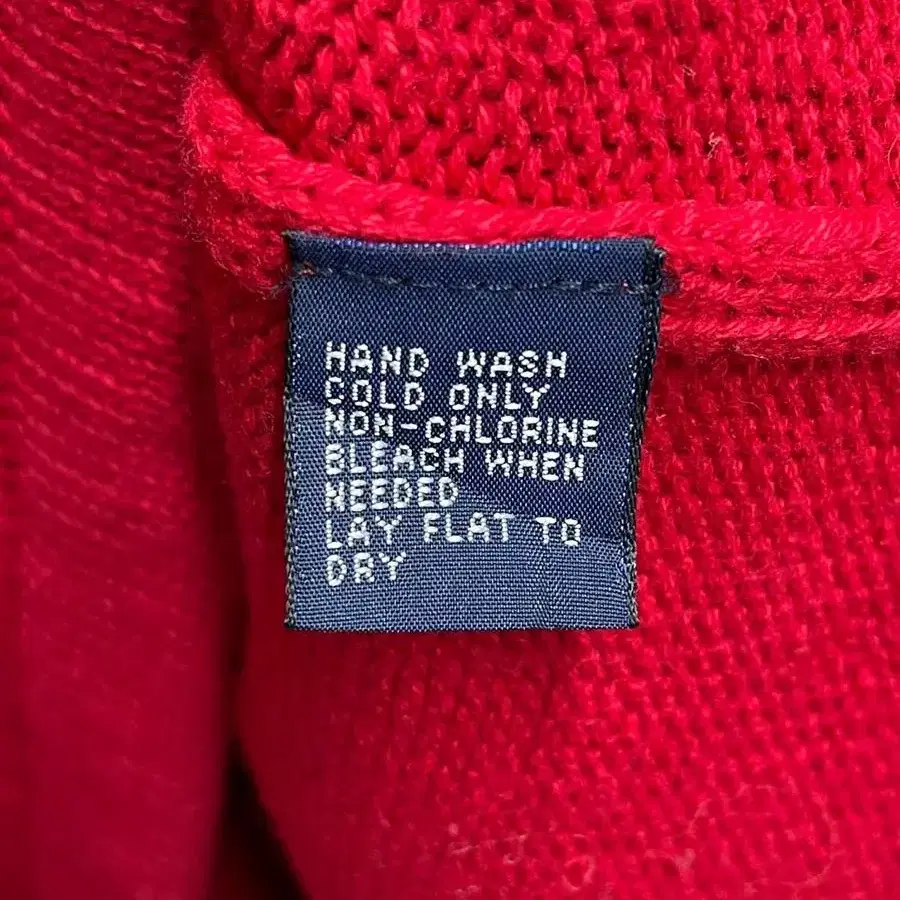 HAND WASH
COLD ONLY
NON-CHLORINE
BLEACH WHEN
NEEDED
LAY FLAT TO
DRY